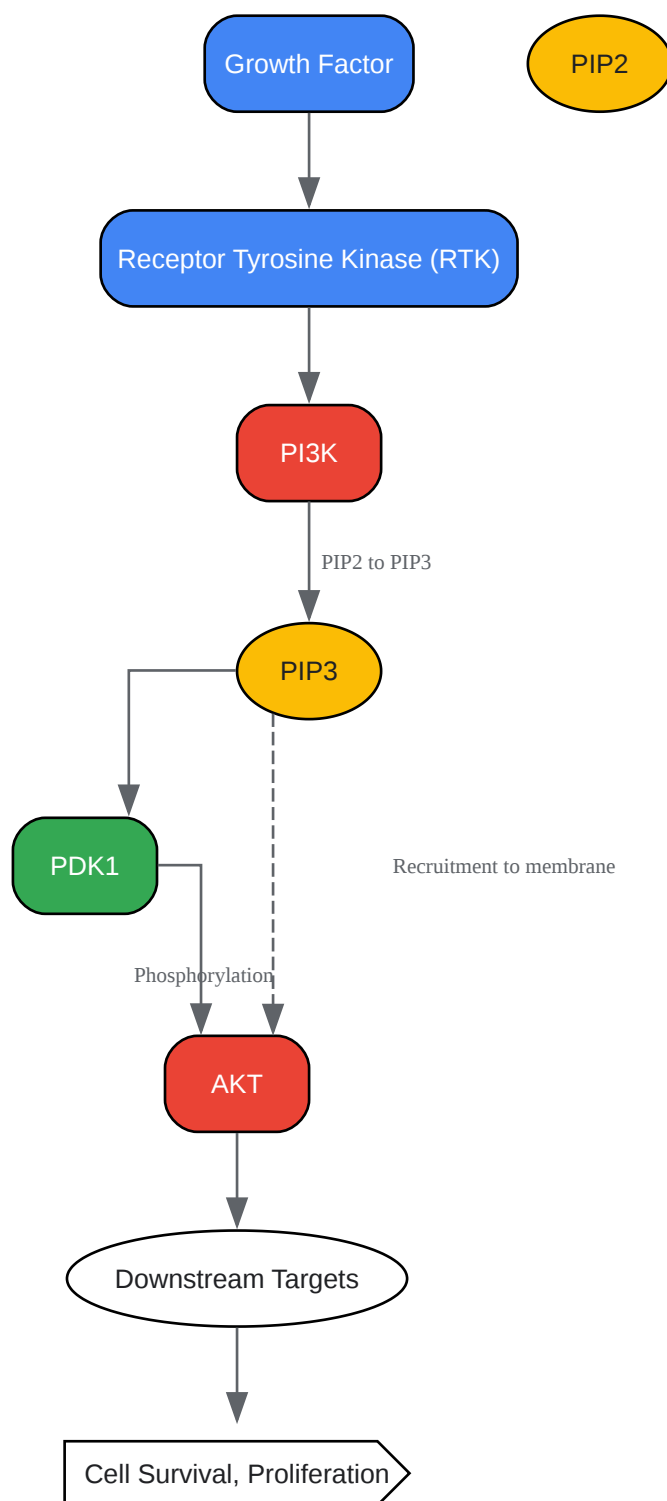 Growth Factor
PIP2
Receptor Tyrosine Kinase (RTK)
PI3K
PIP2 to PIP3
PIP3
PDK1
Recruitment to membrane
Phosphorylation
AKT
Downstream Targets
Cell Survival, Proliferation